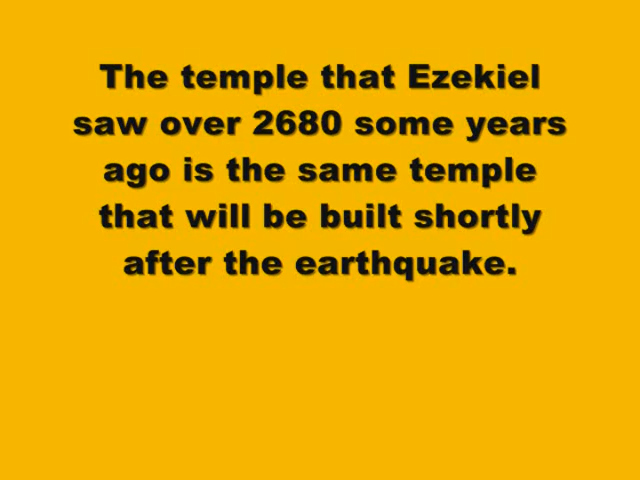 The temple that Ezekiel
saw over 2680 some years
ago is the same temple
that will be built shortly
after the earthquake.